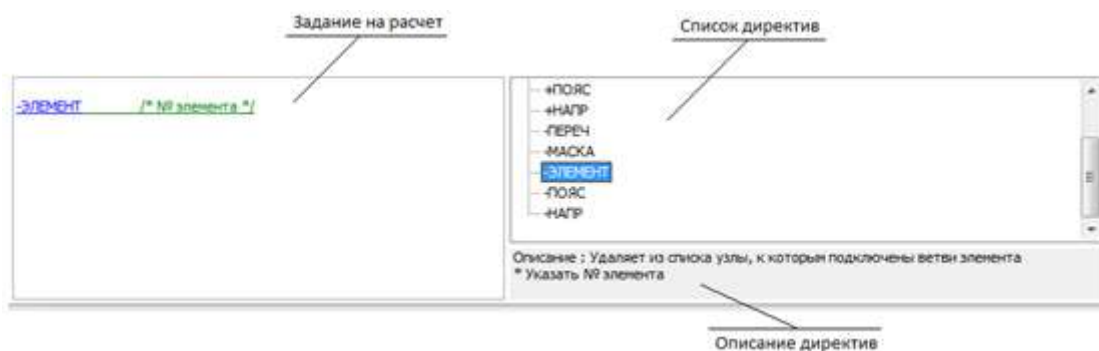 Задание на расчет
Список директив
-ЭЛЕМЕНТ /* № элемента */
+ПОЯС
+НАПР
-ПЕРЕЧ
-МАСКА
-ЭЛЕМЕНТ
-ПОЯС
-НАПР
Описание : Удаляет из списка узлы, к которым подключены ветви элемента
* Указать № элемента
Описание директив